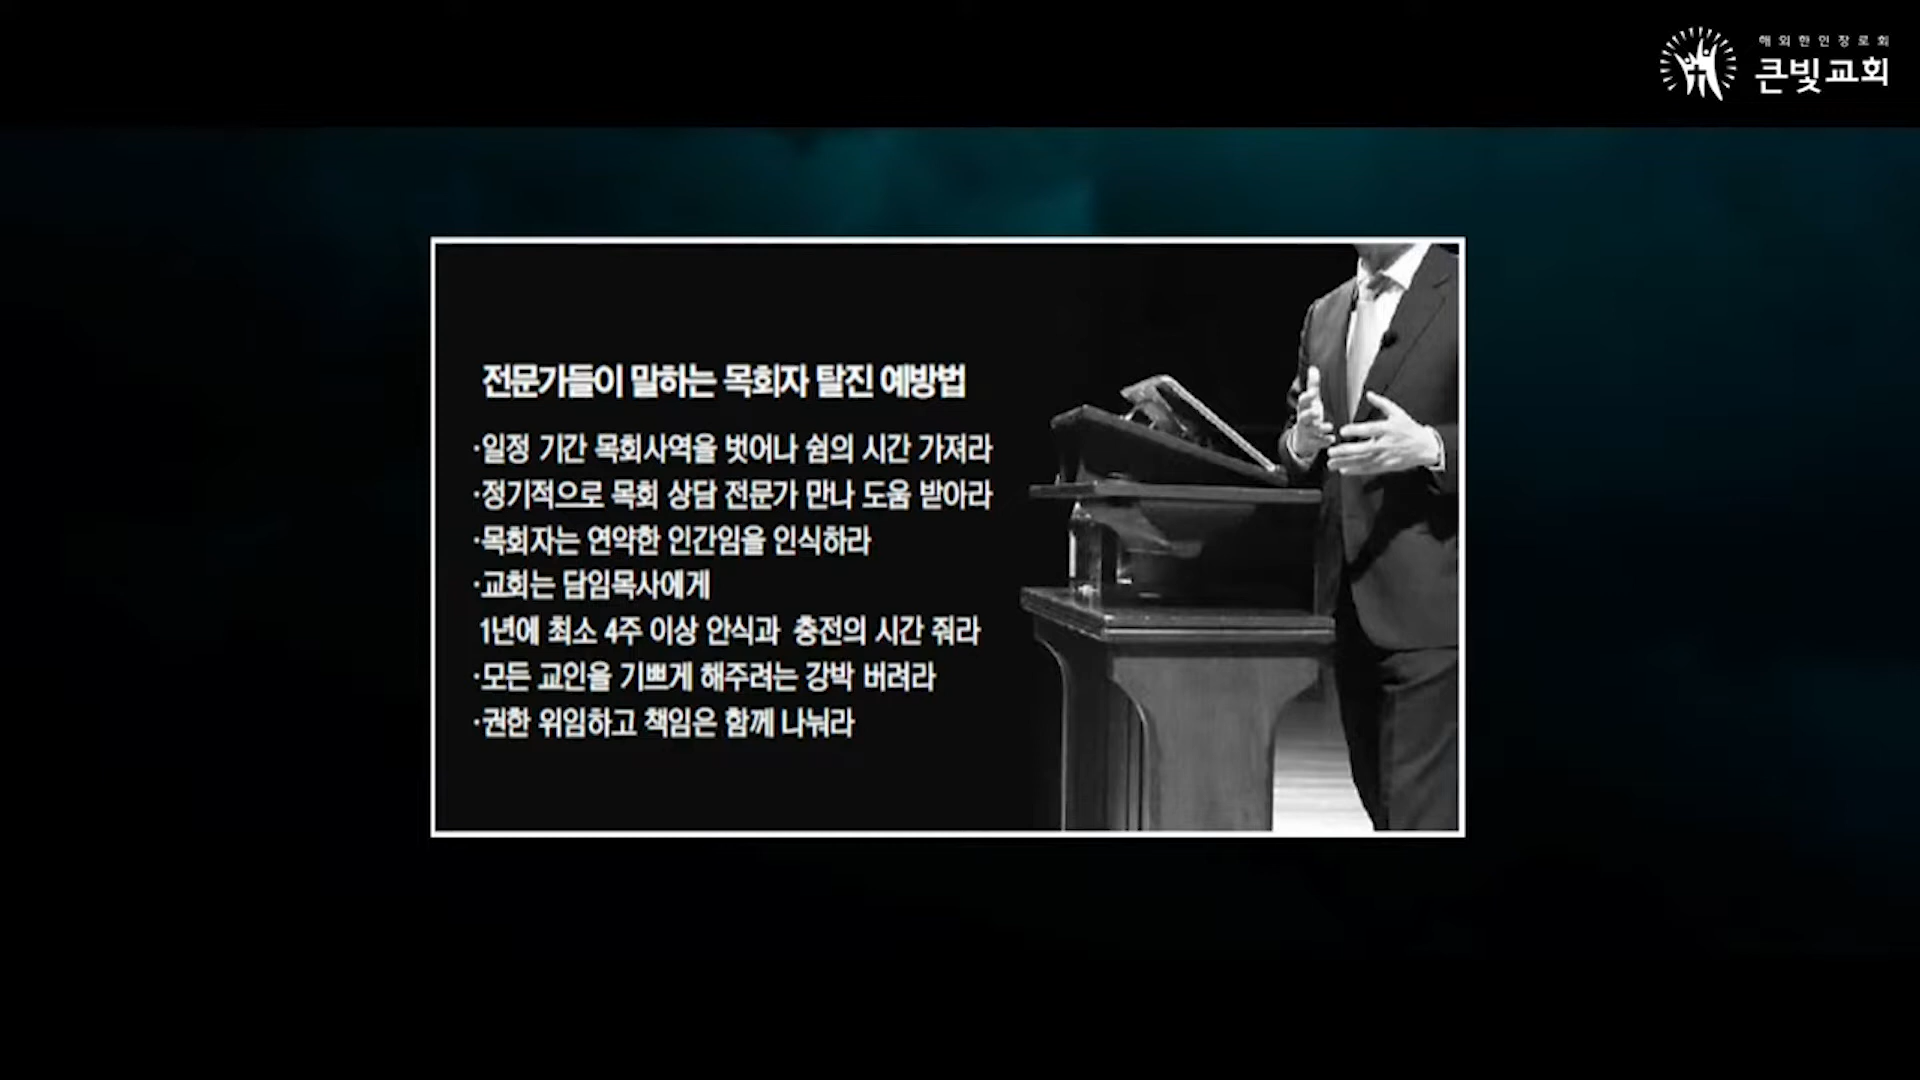 해외한인장로회
큰빛교회
전문가들이 말하는 목회자 탈진 예방법
·일정 기간 목회사역을 벗어나 쉼의 시간 가져라
·정기적으로 목회 상담 전문가 만나 도움 받아라
·목회자는 연약한 인간임을 인식하라
·교회는 담임목사에게
1년에 최소 4주 이상 안식과 충전의 시간 줘라
·모든 교인을 기쁘게 해주려는 강박 버려라
·권한 위임하고 책임은 함께 나눠라